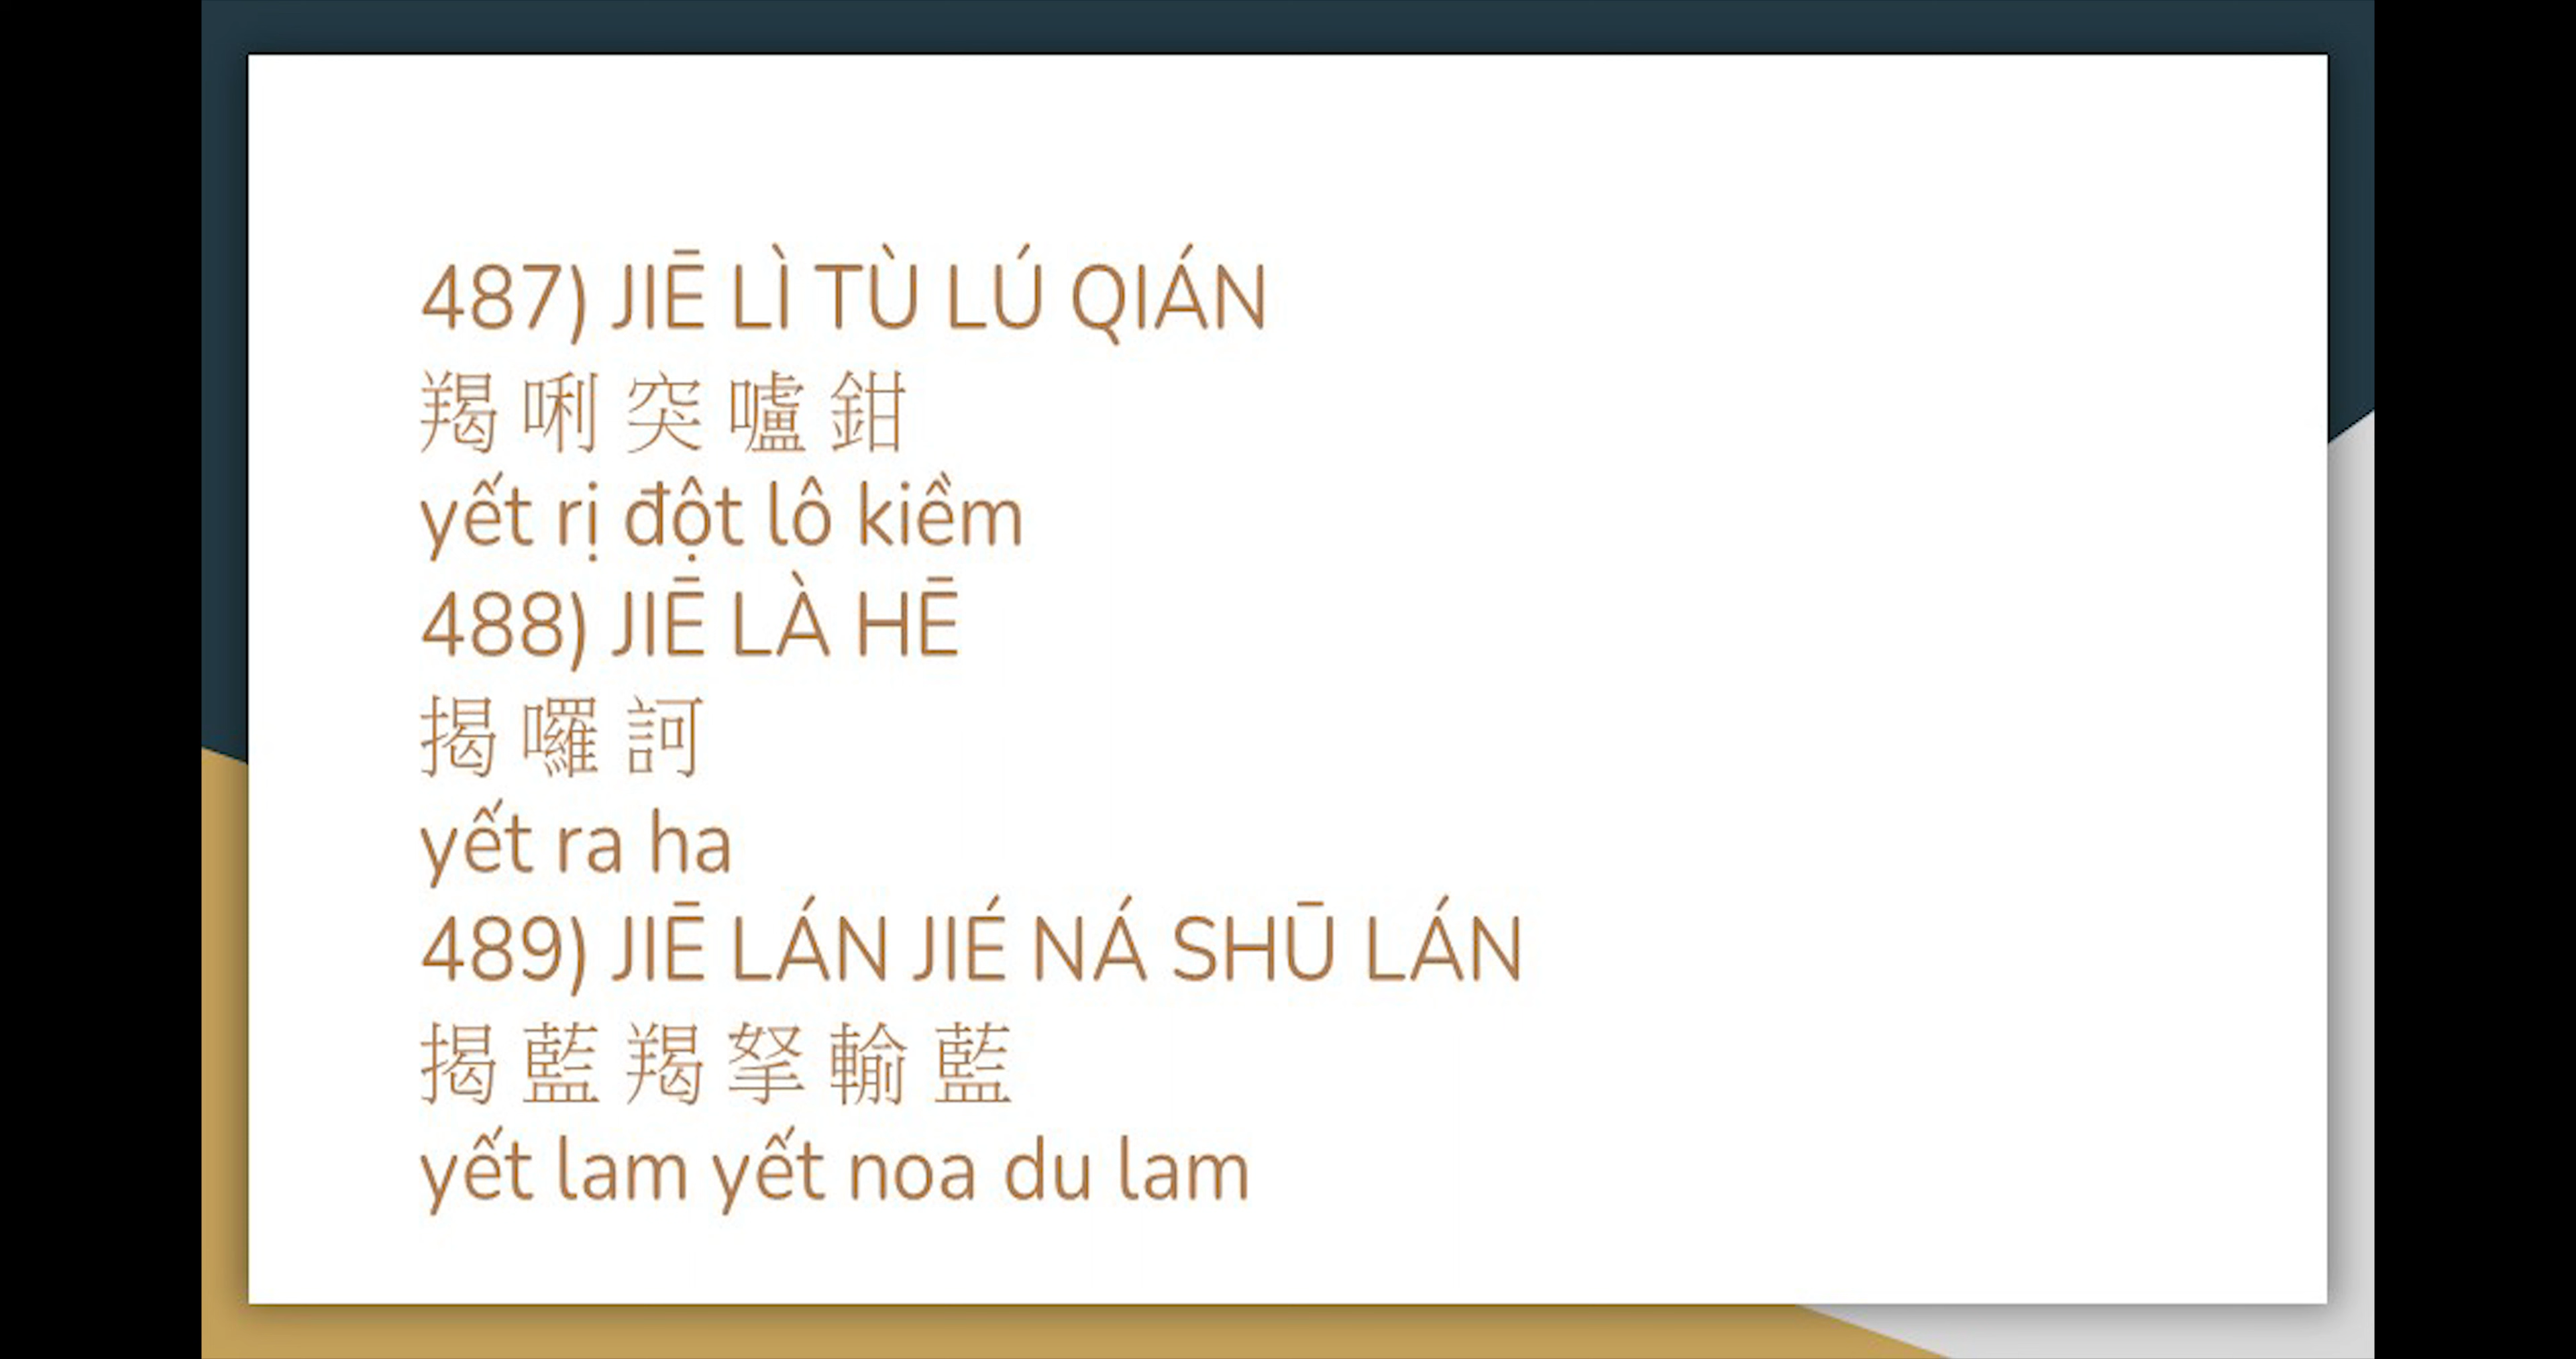 487) JIĒ LÌ TÙ LÚ QIÁN
羯 唎 突 嚧 鉗
yết rị đột lô kiềm
488) JIĒ LÀ HĒ
揭 囉 訶
yết ra ha
489) JIĒ LÁN JIÉ NÁ SHŪ LÁN
揭 藍 羯 拏 輸 藍
yết lam yết noa du lam